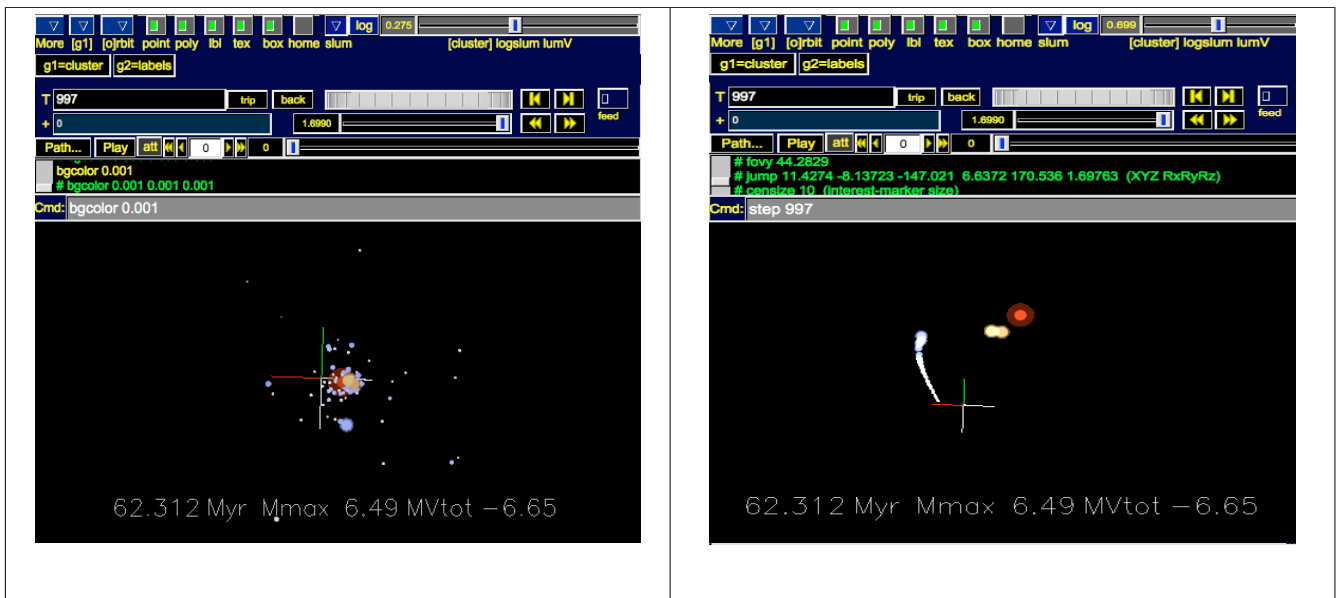 log 0.275
More [g1] [o]rbit point poly lbl tex box home slum [cluster] logslum lumV
g1=cluster g2=labels
T 997 trip back
feed
+ 0 1.6990
Path... Play att 0 0
bgcolor 0.001
# bgcolor 0.001 0.001 0.001
Cmd: bgcolor 0.001
62.312 Myr Mmax 6.49 MVtot -6.65
log 0.699
More [g1] [o]rbit point poly lbl tex box home slum [cluster] logslum lumV
g1=cluster g2=labels
T 997 trip back
feed
+ 0 1.6990
Path... Play att 0 0
# fovy 44.2829
# jump 11.4274 -8.13723 -147.021 6.6372 170.536 1.69763 (XYZ RxRyRz)
# censize 10 (interest-marker size)
Cmd: step 997
62.312 Myr Mmax 6.49 MVtot -6.65